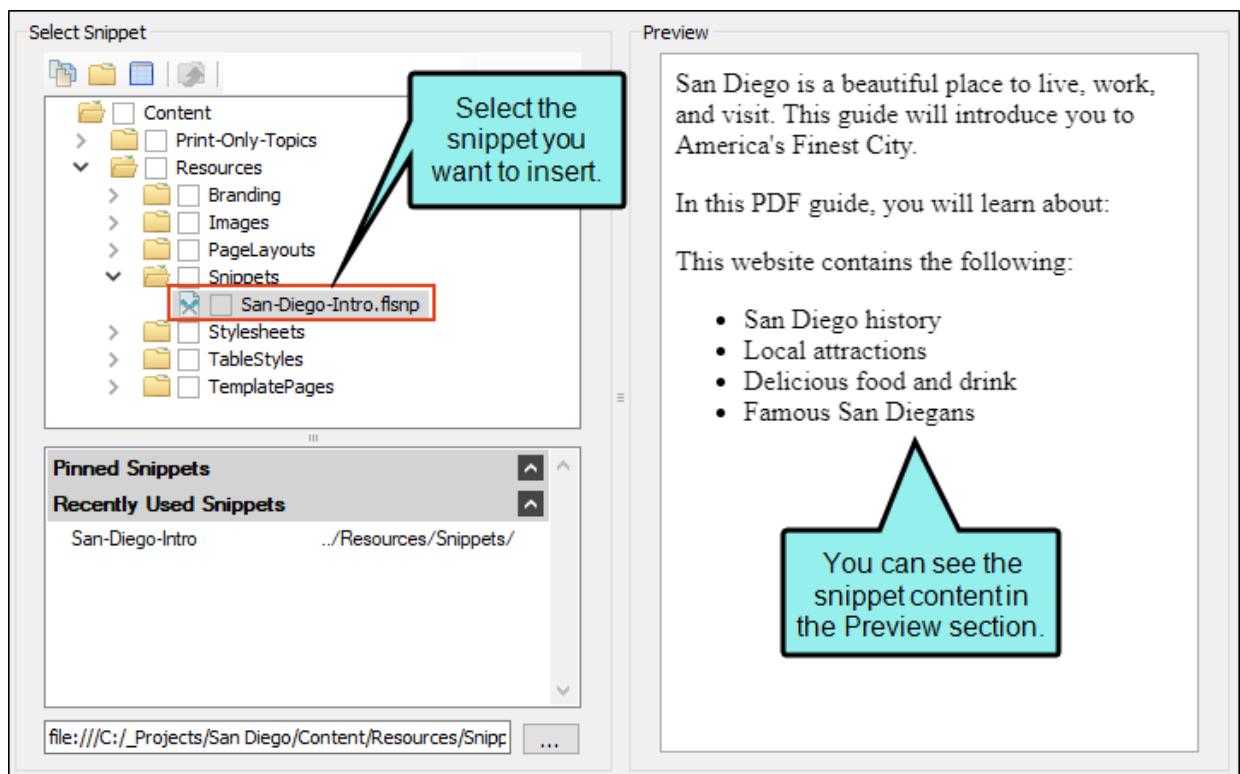 Select Snippet
Content
Print-Only-Topics
Resources
Branding
Images
PageLayouts
Snippets
San-Diego-Intro.flsnp
Stylesheets
TableStyles
TemplatePages
Select the
snippet you
want to insert.
Pinned Snippets
Recently Used Snippets
San-Diego-Intro ../Resources/Snippets/
file:///C:/_Projects/San Diego/Content/Resources/Snipp ...
Preview
San Diego is a beautiful place to live, work,
and visit. This guide will introduce you to
America's Finest City.
In this PDF guide, you will learn about:
This website contains the following:
• San Diego history
• Local attractions
• Delicious food and drink
• Famous San Diegans
You can see the
snippet content in
the Preview section.